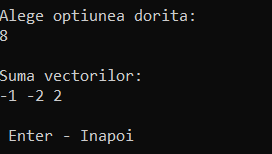 Alege optiunea dorita:
8
Suma vectorilor:
-1 -2 2
Enter - Inapoi